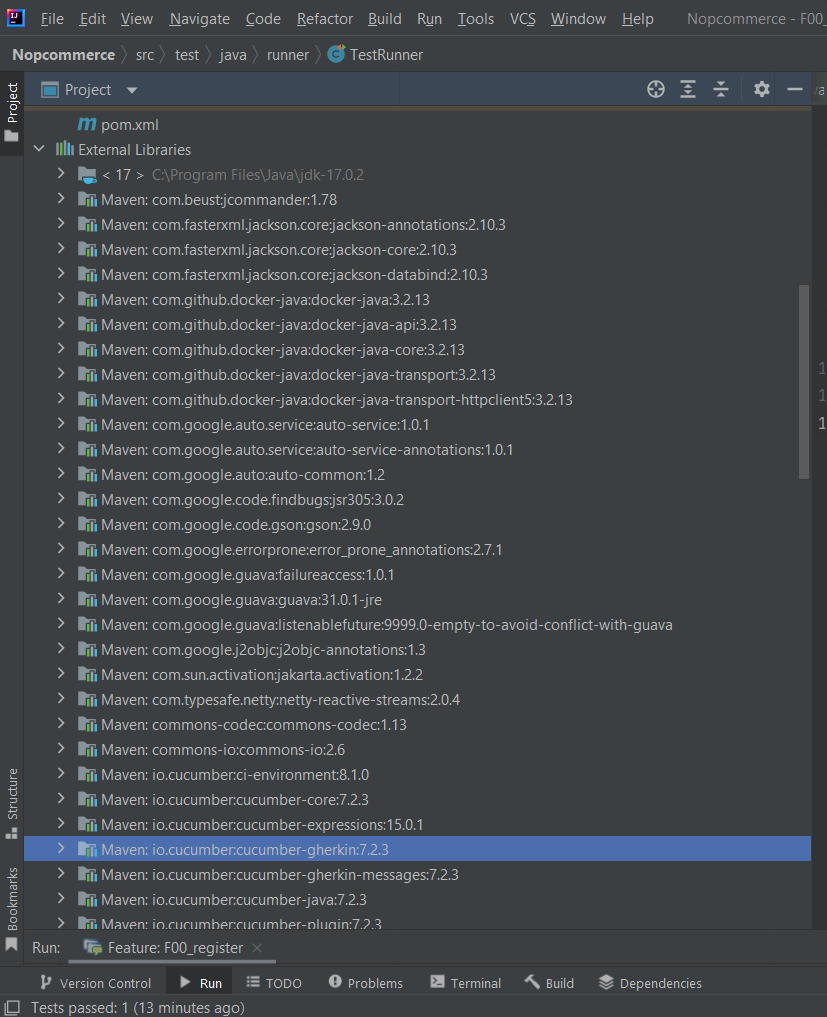 File Edit View Navigate Code Refactor Build Run Tools VCS Window Help Nopcommerce - F00_
Nopcommerce src test java runner TestRunner
Project
Project
pom.xml
External Libraries
< 17 > C:\Program Files\Java\jdk-17.0.2
Maven: com.beust:jcommander:1.78
Maven: com.fasterxml.jackson.core:jackson-annotations:2.10.3
Maven: com.fasterxml.jackson.core:jackson-core:2.10.3
Maven: com.fasterxml.jackson.core:jackson-databind:2.10.3
Maven: com.github.docker-java:docker-java:3.2.13
Maven: com.github.docker-java:docker-java-api:3.2.13
Maven: com.github.docker-java:docker-java-core:3.2.13
Maven: com.github.docker-java:docker-java-transport:3.2.13
Maven: com.github.docker-java:docker-java-transport-httpclient5:3.2.13
Maven: com.google.auto.service:auto-service:1.0.1
Maven: com.google.auto.service:auto-service-annotations:1.0.1
Maven: com.google.auto:auto-common:1.2
Maven: com.google.code.findbugs:jsr305:3.0.2
Maven: com.google.code.gson:gson:2.9.0
Maven: com.google.errorprone:error_prone_annotations:2.7.1
Maven: com.google.guava:failureaccess:1.0.1
Maven: com.google.guava:guava:31.0.1-jre
Maven: com.google.guava:listenablefuture:9999.0-empty-to-avoid-conflict-with-guava
Maven: com.google.j2objc:j2objc-annotations:1.3
Maven: com.sun.activation:jakarta.activation:1.2.2
Maven: com.typesafe.netty:netty-reactive-streams:2.0.4
Maven: commons-codec:commons-codec:1.13
Maven: commons-io:commons-io:2.6
Maven: io.cucumber:ci-environment:8.1.0
Maven: io.cucumber:cucumber-core:7.2.3
Maven: io.cucumber:cucumber-expressions:15.0.1
Maven: io.cucumber:cucumber-gherkin:7.2.3
Maven: io.cucumber:cucumber-gherkin-messages:7.2.3
Maven: io.cucumber:cucumber-java:7.2.3
Maven: io.cucumber:cucumber-plugin:7.2.3
Structure
Bookmarks
Run: Feature: F00_register
Version Control Run TODO Problems Terminal Build Dependencies
Tests passed: 1 (13 minutes ago)